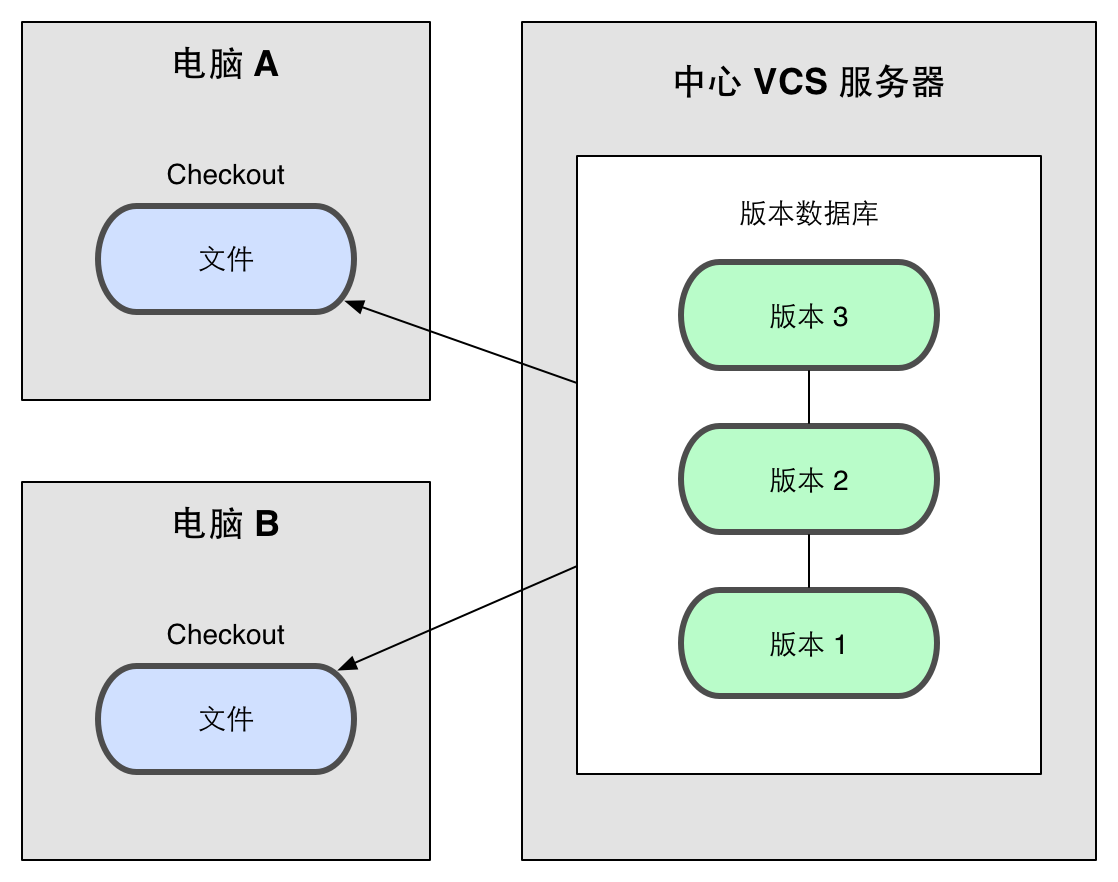 电脑 A
Checkout
文件
电脑 B
Checkout
文件
中心 VCS 服务器
版本数据库
版本 3
版本 2
版本 1